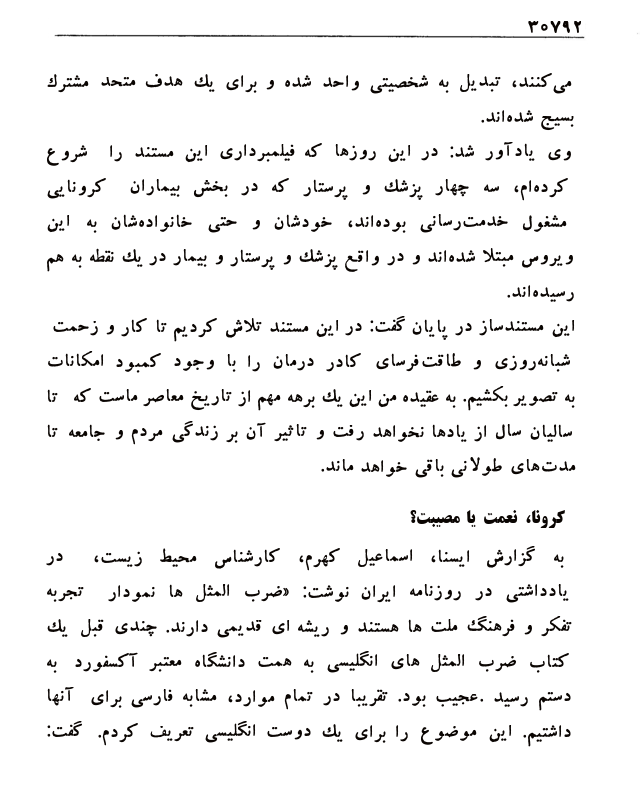 ۳۰۷۹۲
می‌کنند، تبدیل به شخصیتی واحد شده و برای یك هدف متحد مشترك
بسیج شده‌اند.
وی یادآور شد: در این روزها که فیلمبرداری این مستند را شروع
کرده‌ام، سه چهار پزشك و پرستار که در بخش بیماران کرونایی
مشغول خدمت‌رسانی بوده‌اند، خودشان و حتی خانواده‌شان به این
ویروس مبتلا شده‌اند و در واقع پزشك و پرستار و بیمار در یك نقطه به هم
رسیده‌اند.
این مستندساز در پایان گفت: در این مستند تلاش کردیم تا کار و زحمت
شبانه‌روزی و طاقت‌فرسای کادر درمان را با وجود کمبود امکانات
به تصویر بکشیم. به عقیده من این یك برهه مهم از تاریخ معاصر ماست که تا
سالیان سال از یادها نخواهد رفت و تاثیر آن بر زندگی مردم و جامعه تا
مدت‌های طولانی باقی خواهد ماند.
کرونا، نعمت یا مصیبت؟
به گزارش ایسنا، اسماعیل کهرم، کارشناس محیط زیست، در
یادداشتی در روزنامه ایران نوشت: «ضرب المثل ها نمودار تجربه
تفکر و فرهنگ ملت ها هستند و ریشه ای قدیمی دارند. چندی قبل یك
کتاب ضرب المثل های انگلیسی به همت دانشگاه معتبر آکسفورد به
دستم رسید .عجیب بود. تقریبا در تمام موارد، مشابه فارسی برای آنها
داشتیم. این موضوع را برای یك دوست انگلیسی تعریف کردم. گفت: